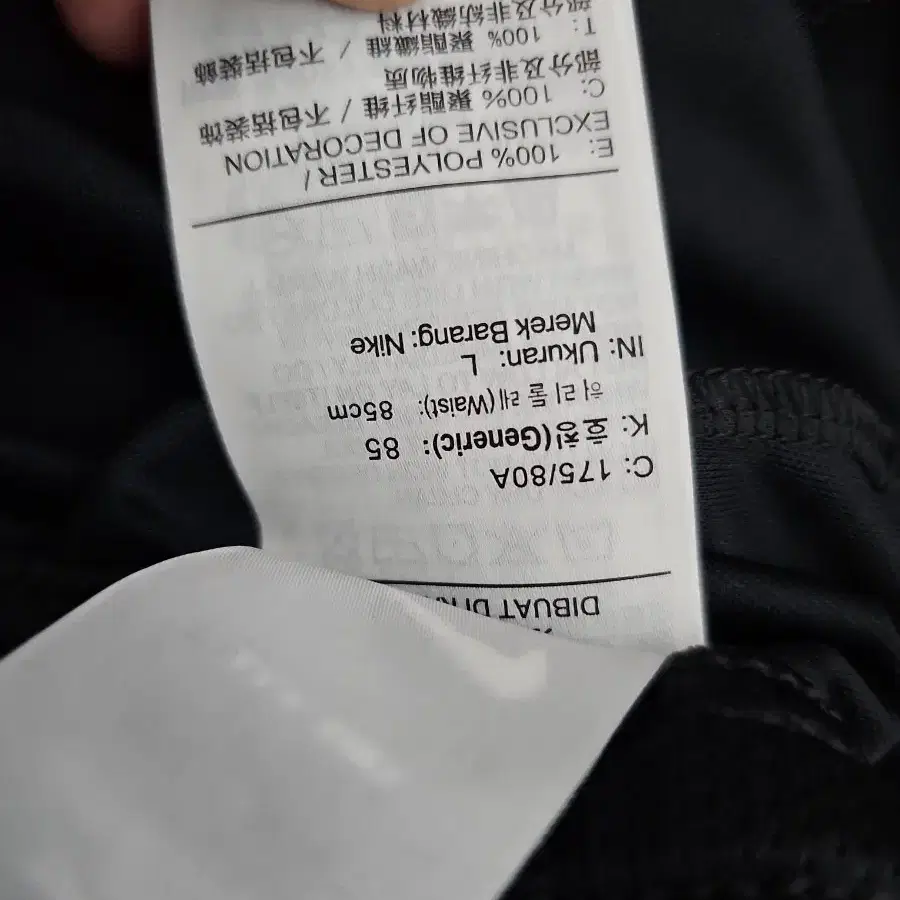 DIBUAT DI
C: 175/80A
K: 호칭(Generic): 85
허리둘레(Waist): 85cm
IN: Ukuran: L
Merek Barang: Nike
E: 100% POLYESTER /
EXCLUSIVE OF DECORATION
C: 100% 聚酯纤维 / 不包括装饰
部分及非纤维物质
T: 100% 聚酯纖維 / 不包括裝飾
部分及非紡織材料